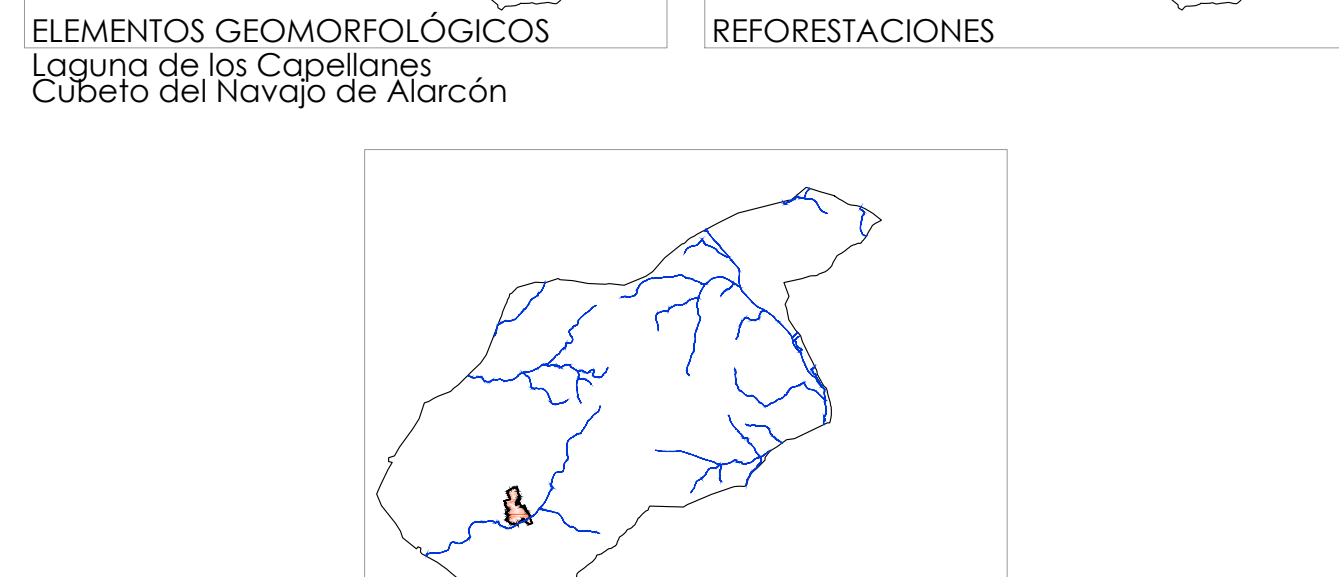 ELEMENTOS GEOMORFOLÓGICOS
REFORESTACIONES
Laguna de los Capellanes
Cubeto del Navajo de Alarcón